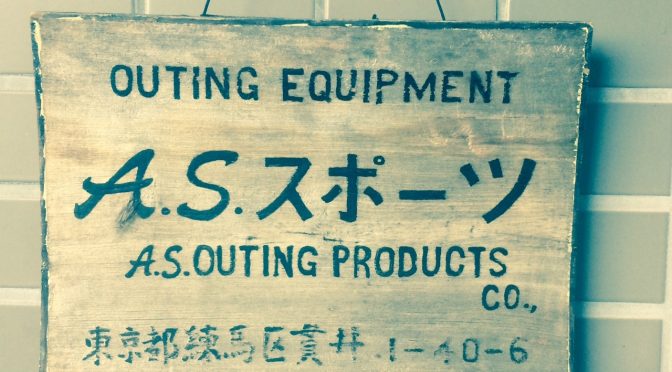 OUTING EQUIPMENT
A.S.スポーツ
A.S.OUTING PRODUCTS
CO.,
東京都練馬区貫井.1-40-6